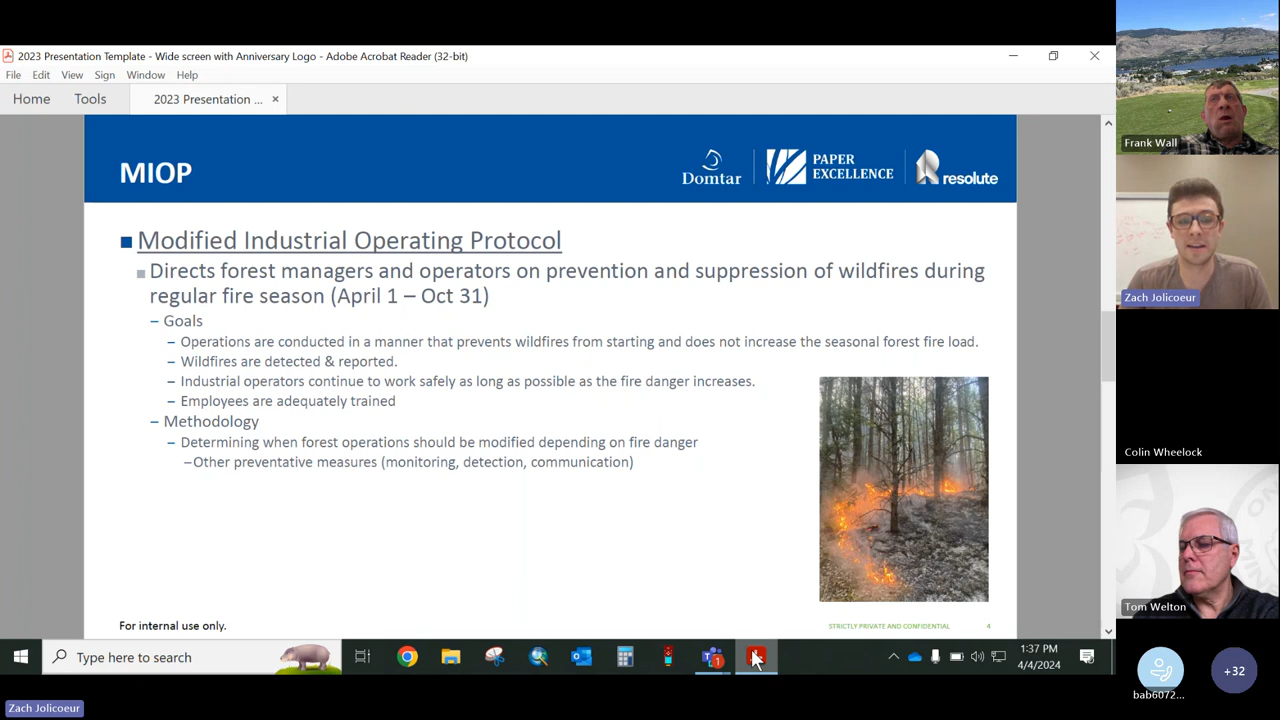 2023 Presentation Template - Wide screen with Anniversary Logo - Adobe Acrobat Reader (32-bit)
File Edit View Sign Window Help
Home Tools 2023 Presentation ... ×
MIOP
Domtar
PAPER
EXCELLENCE
resolute
Modified Industrial Operating Protocol
Directs forest managers and operators on prevention and suppression of wildfires during
regular fire season (April 1 – Oct 31)
– Goals
– Operations are conducted in a manner that prevents wildfires from starting and does not increase the seasonal forest fire load.
– Wildfires are detected & reported.
– Industrial operators continue to work safely as long as possible as the fire danger increases.
– Employees are adequately trained
– Methodology
– Determining when forest operations should be modified depending on fire danger
–Other preventative measures (monitoring, detection, communication)
For internal use only.
STRICTLY PRIVATE AND CONFIDENTIAL 4
Type here to search
1
1:37 PM
4/4/2024
Frank Wall
Zach Jolicoeur
Colin Wheelock
Tom Welton
bab6072...
+32
Zach Jolicoeur